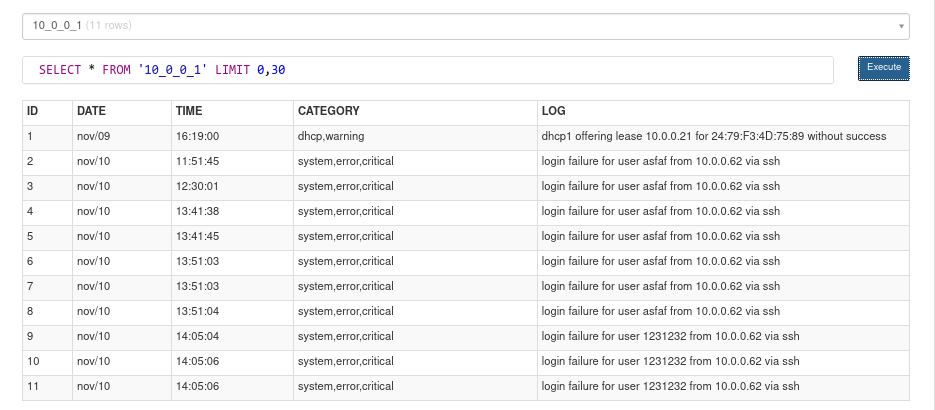 10_0_0_1 (11 rows)
SELECT * FROM '10_0_0_1' LIMIT 0,30
Execute
ID DATE TIME CATEGORY LOG
1 nov/09 16:19:00 dhcp,warning dhcp1 offering lease 10.0.0.21 for 24:79:F3:4D:75:89 without success
2 nov/10 11:51:45 system,error,critical login failure for user asfaf from 10.0.0.62 via ssh
3 nov/10 12:30:01 system,error,critical login failure for user asfaf from 10.0.0.62 via ssh
4 nov/10 13:41:38 system,error,critical login failure for user asfaf from 10.0.0.62 via ssh
5 nov/10 13:41:45 system,error,critical login failure for user asfaf from 10.0.0.62 via ssh
6 nov/10 13:51:03 system,error,critical login failure for user asfaf from 10.0.0.62 via ssh
7 nov/10 13:51:03 system,error,critical login failure for user asfaf from 10.0.0.62 via ssh
8 nov/10 13:51:04 system,error,critical login failure for user asfaf from 10.0.0.62 via ssh
9 nov/10 14:05:04 system,error,critical login failure for user 1231232 from 10.0.0.62 via ssh
10 nov/10 14:05:06 system,error,critical login failure for user 1231232 from 10.0.0.62 via ssh
11 nov/10 14:05:06 system,error,critical login failure for user 1231232 from 10.0.0.62 via ssh